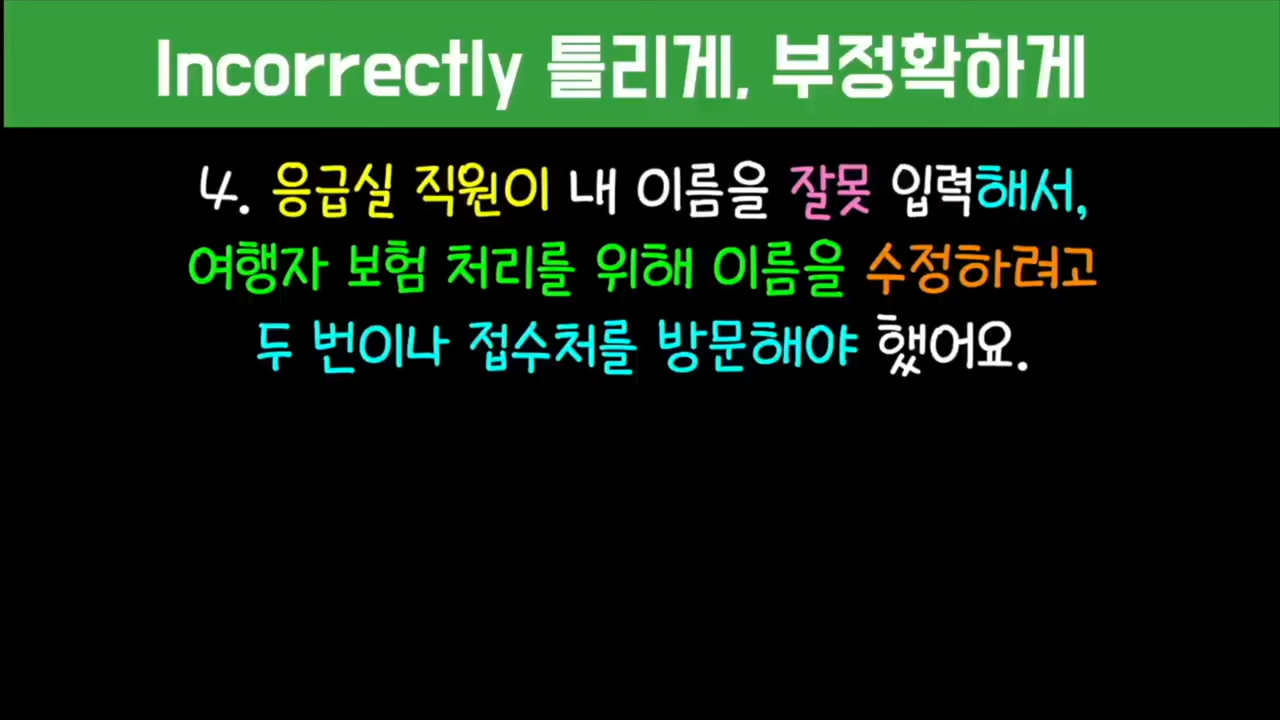 Incorrectly 틀리게, 부정확하게
4. 응급실 직원이 내 이름을 잘못 입력해서,
여행자 보험 처리를 위해 이름을 수정하려고
두 번이나 접수처를 방문해야 했어요.